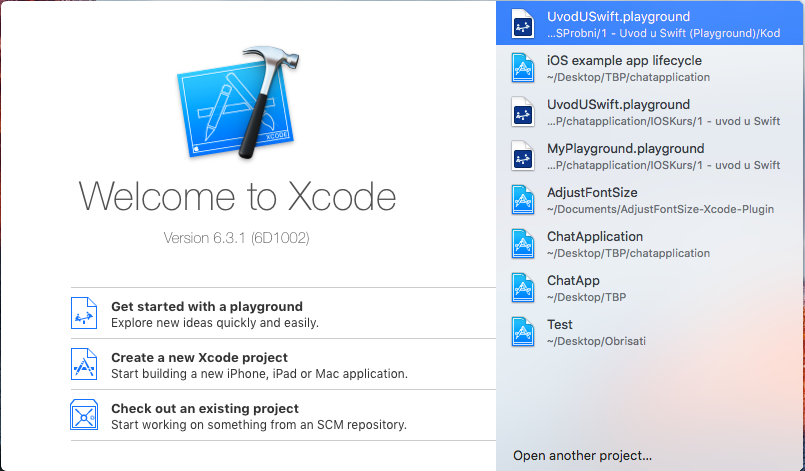 XCODE
Welcome to Xcode
Version 6.3.1 (6D1002)
Get started with a playground
Explore new ideas quickly and easily.
Create a new Xcode project
Start building a new iPhone, iPad or Mac application.
Check out an existing project
Start working on something from an SCM repository.
UvodUSwift.playground
...SProbni/1 - Uvod u Swift (Playground)/Kod
iOS example app lifecycle
~/Desktop/TBP/chatapplication
UvodUSwift.playground
...P/chatapplication/IOSKurs/1 - uvod u Swift
MyPlayground.playground
...P/chatapplication/IOSKurs/1 - uvod u Swift
AdjustFontSize
~/Documents/AdjustFontSize-Xcode-Plugin
ChatApplication
~/Desktop/TBP/chatapplication
ChatApp
~/Desktop/TBP
Test
~/Desktop/Obrisati
Open another project...